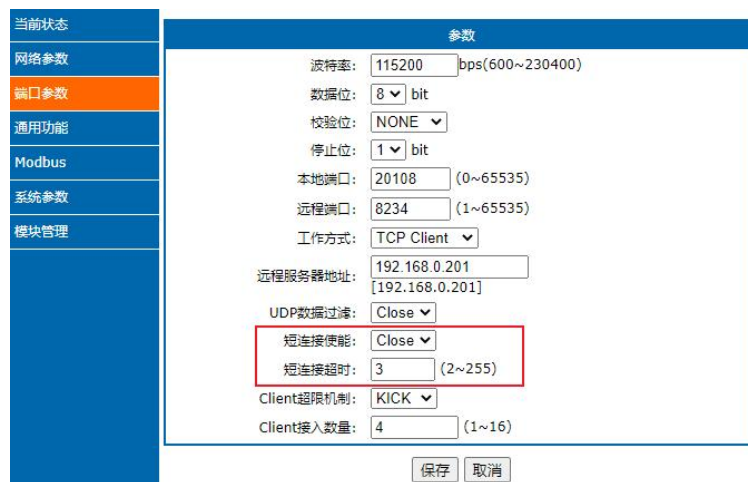 当前状态
网络参数
端口参数
通用功能
Modbus
系统参数
模块管理
参数
波特率: 115200 bps(600~230400)
数据位: 8 bit
校验位: NONE
停止位: 1 bit
本地端口: 20108 (0~65535)
远程端口: 8234 (1~65535)
工作方式: TCP Client
远程服务器地址: 192.168.0.201
[192.168.0.201]
UDP数据过滤: Close
短连接使能: Close
短连接超时: 3 (2~255)
Client超限机制: KICK
Client接入数量: 4 (1~16)
保存 取消